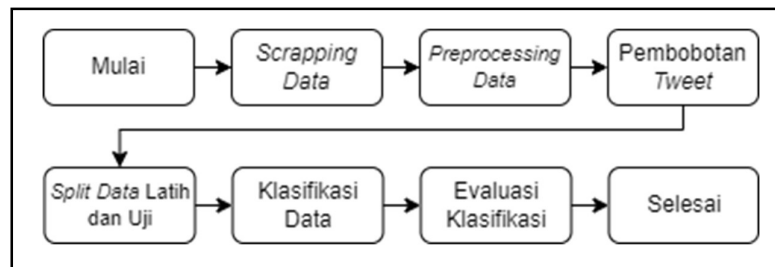 Mulai
Scrapping
Data
Preprocessing
Data
Pembobotan
Tweet
Split Data Latih
dan Uji
Klasifikasi
Data
Evaluasi
Klasifikasi
Selesai